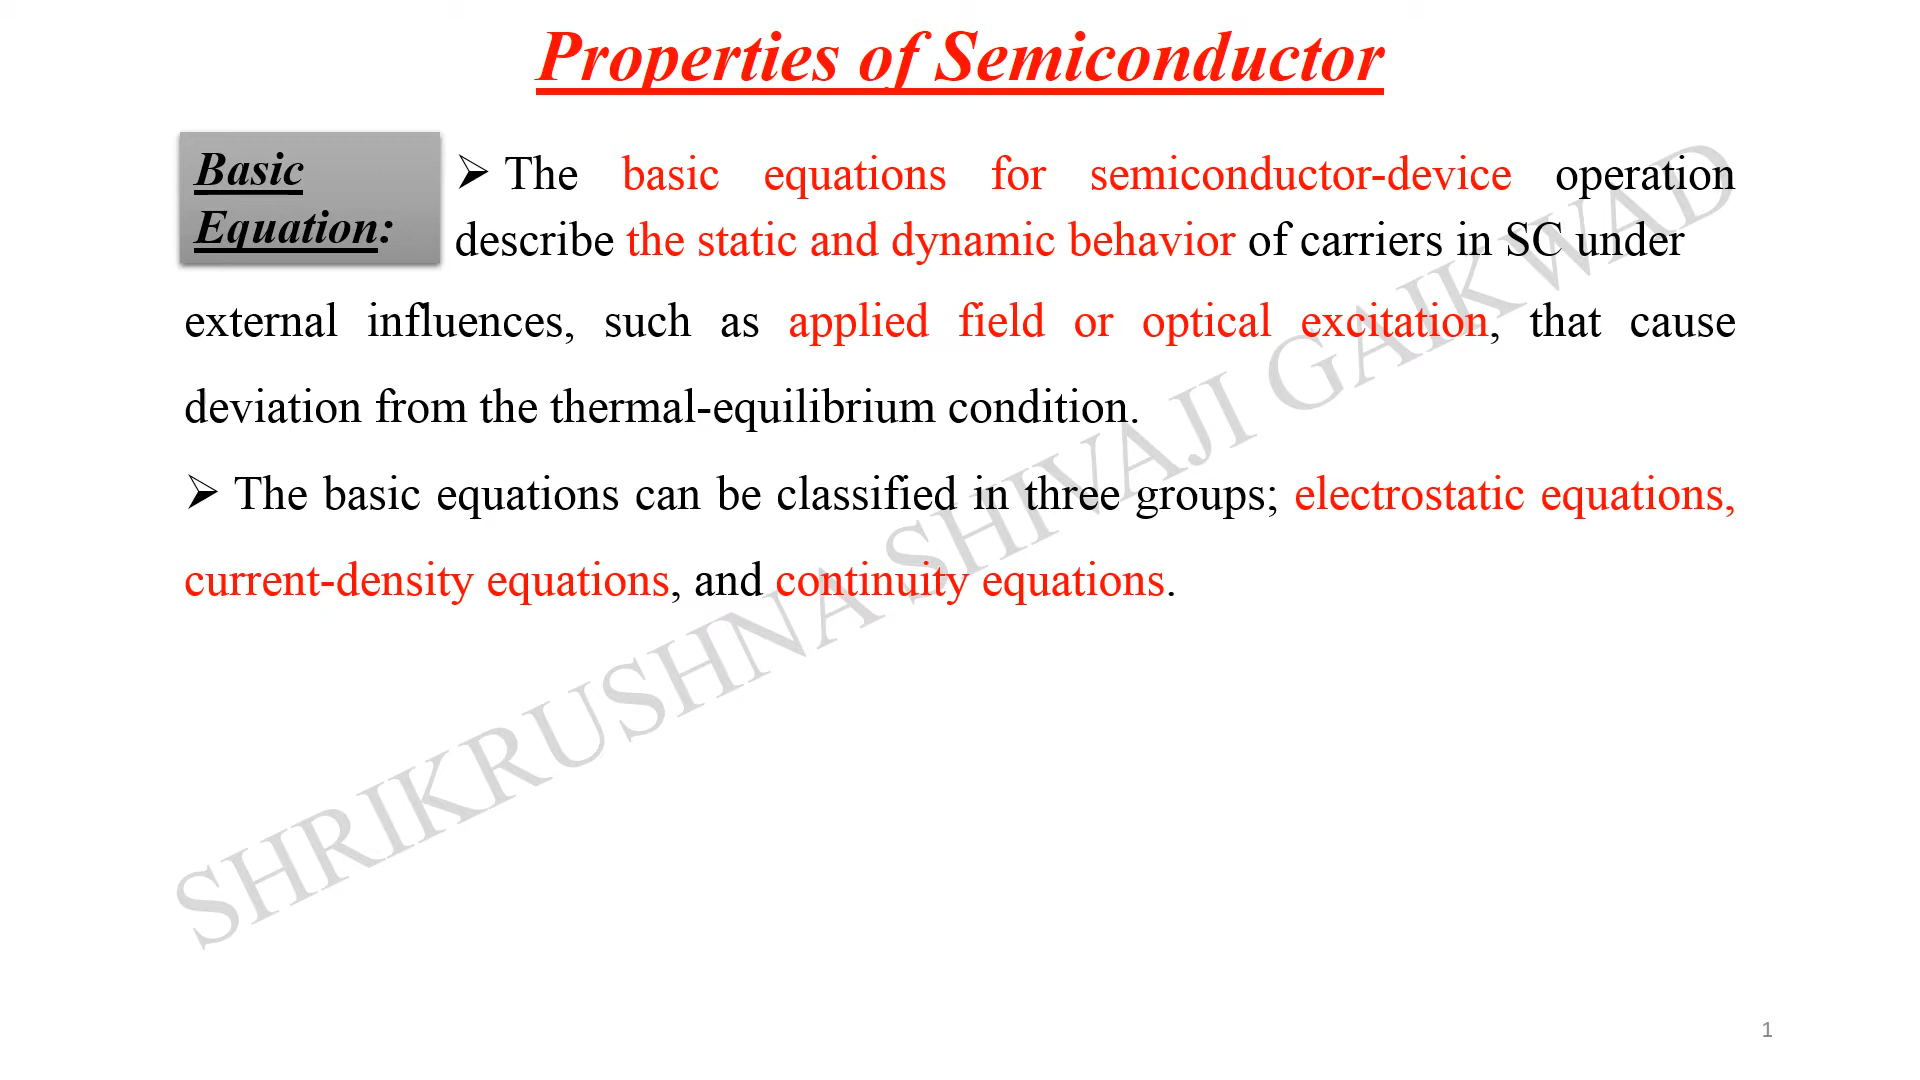 Properties of Semiconductor
Basic
Equation:
➢ The basic equations for semiconductor-device operation
describe the static and dynamic behavior of carriers in SC under
external influences, such as applied field or optical excitation, that cause
deviation from the thermal-equilibrium condition.
➢ The basic equations can be classified in three groups; electrostatic equations,
current-density equations, and continuity equations.
SHRIKRUSHNA SHIVAJI GAIKWAD
1